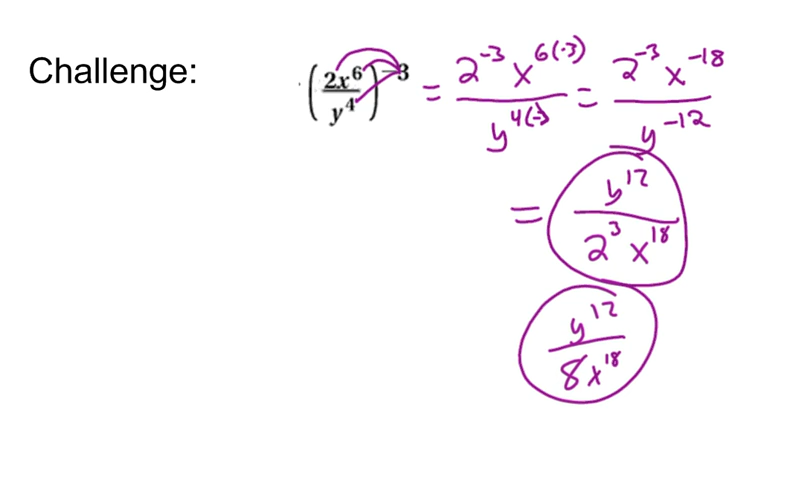 Challenge: (2x^6/y^4)^-3 = 2^-3 x^6(-3) / y^4(-3) = 2^-3 x^-18 / y^-12
= y^12 / 2^3 x^18
y^12 / 8x^18